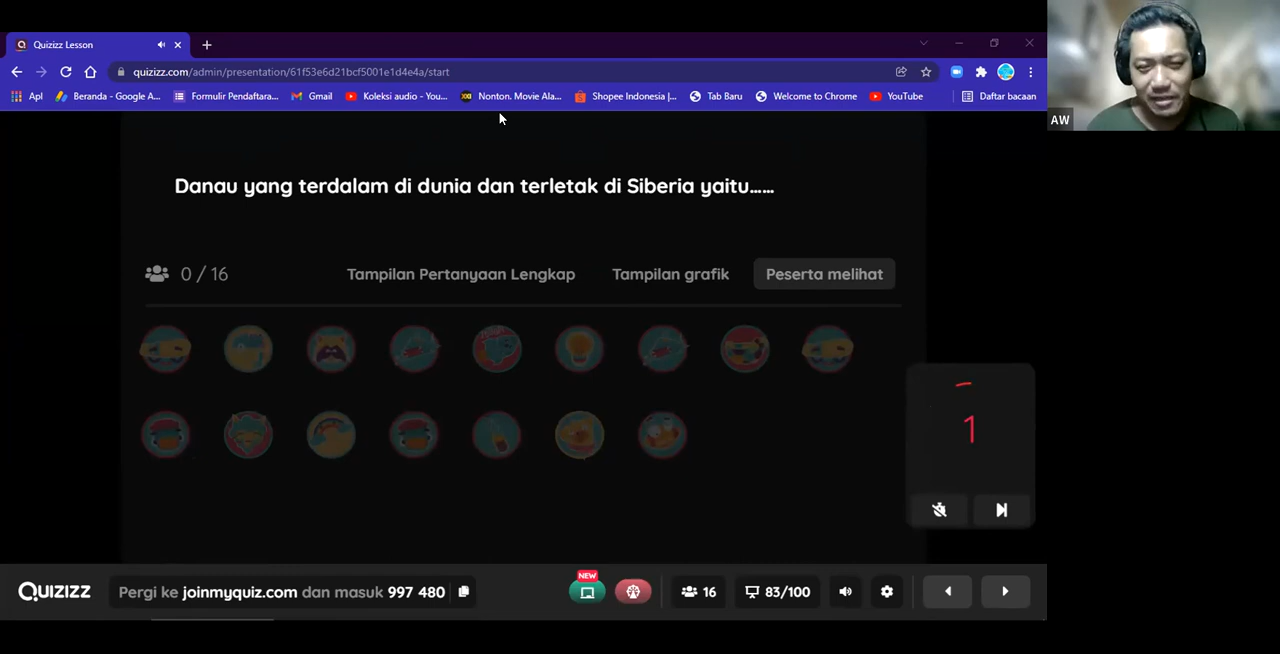 Quizizz Lesson
quizizz.com/admin/presentation/61f53e6d21bcf5001e1d4e4a/start
Apl Beranda - Google A... Formulir Pendaftara... Gmail Koleksi audio - You... Nonton. Movie Ala... Shopee Indonesia |... Tab Baru Welcome to Chrome YouTube Daftar bacaan
AW
Danau yang terdalam di dunia dan terletak di Siberia yaitu......
0 / 16 Tampilan Pertanyaan Lengkap Tampilan grafik Peserta melihat
1
NEW
QUIZIZZ Pergi ke joinmyquiz.com dan masuk 997 480 16 83/100